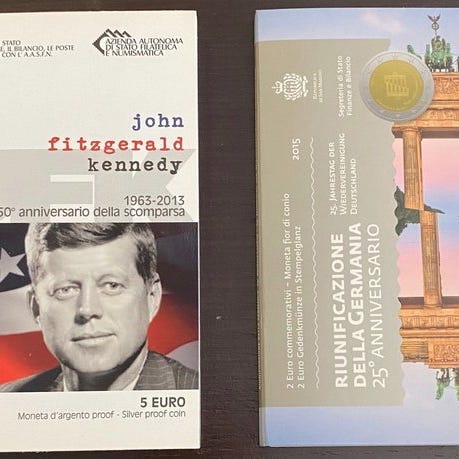 STATO
E, IL BILANCIO, LE POSTE
CON L' A.A.S.F.N.
AZIENDA AUTONOMA
DI STATO FILATELICA
E NUMISMATICA
john
fitzgerald
kennedy
1963-2013
50° anniversario della scomparsa
5 EURO
Moneta d'argento proof - Silver proof coin
Segreteria di Stato
Finanze e Bilancio
2015
25. JAHRESTAG DER
WIEDERVEREINIGUNG
DEUTSCHLAND
2 Euro commemorativi – Moneta fior di conio
2 Euro Gedenkmünze in Stempelglanz
RIUNIFICAZIONE
DELLA GERMANIA
25° ANNIVERSARIO